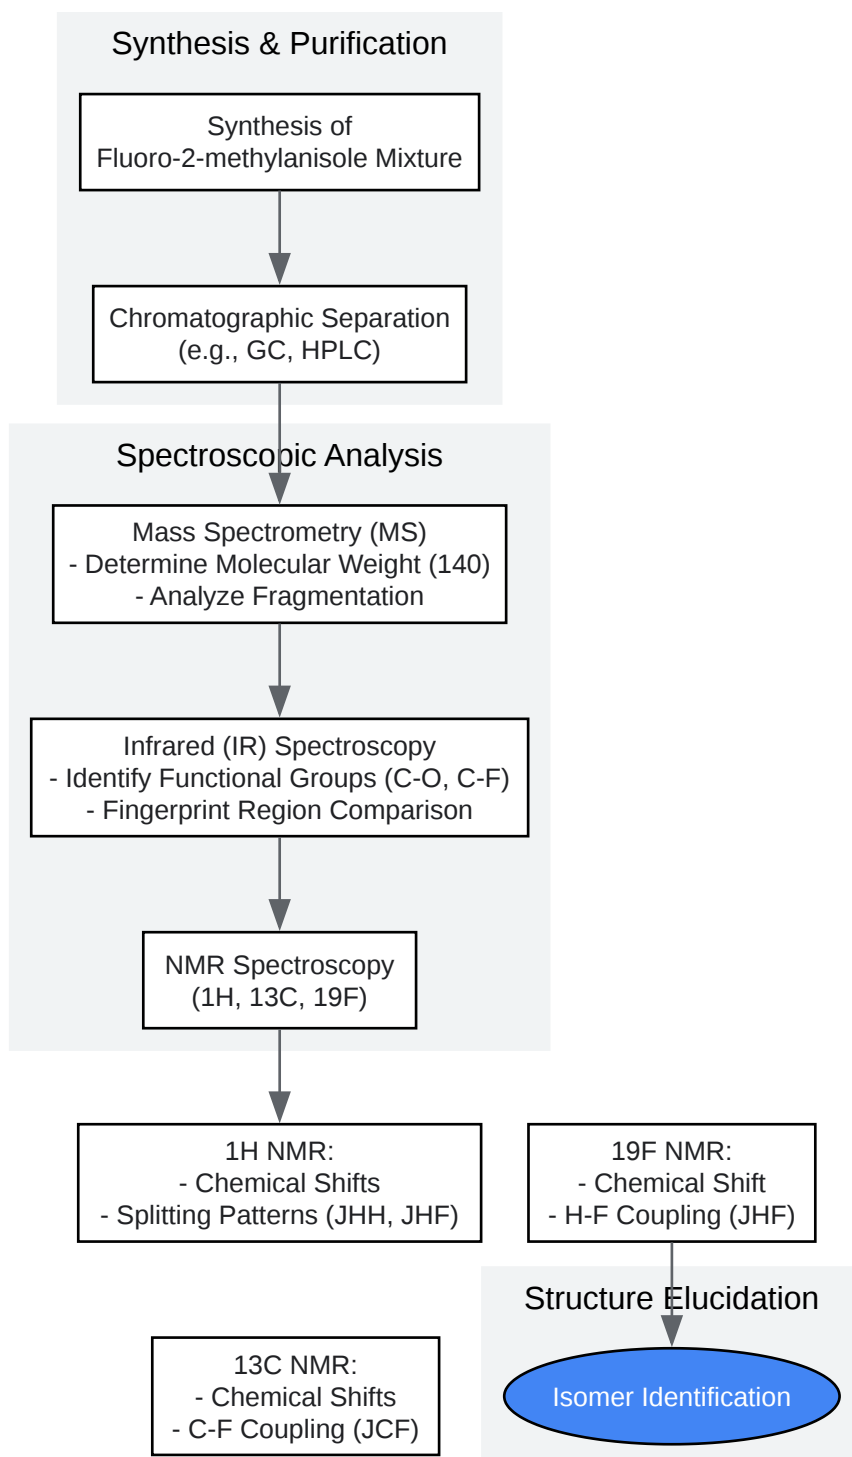 Synthesis & Purification
Synthesis of
Fluoro-2-methylanisole Mixture
Chromatographic Separation
(e.g., GC, HPLC)
Spectroscopic Analysis
Mass Spectrometry (MS)
- Determine Molecular Weight (140)
- Analyze Fragmentation
Infrared (IR) Spectroscopy
- Identify Functional Groups (C-O, C-F)
- Fingerprint Region Comparison
NMR Spectroscopy
(1H, 13C, 19F)
1H NMR:
- Chemical Shifts
- Splitting Patterns (JHH, JHF)
19F NMR:
- Chemical Shift
- H-F Coupling (JHF)
Structure Elucidation
13C NMR:
- Chemical Shifts
- C-F Coupling (JCF)
Isomer Identification